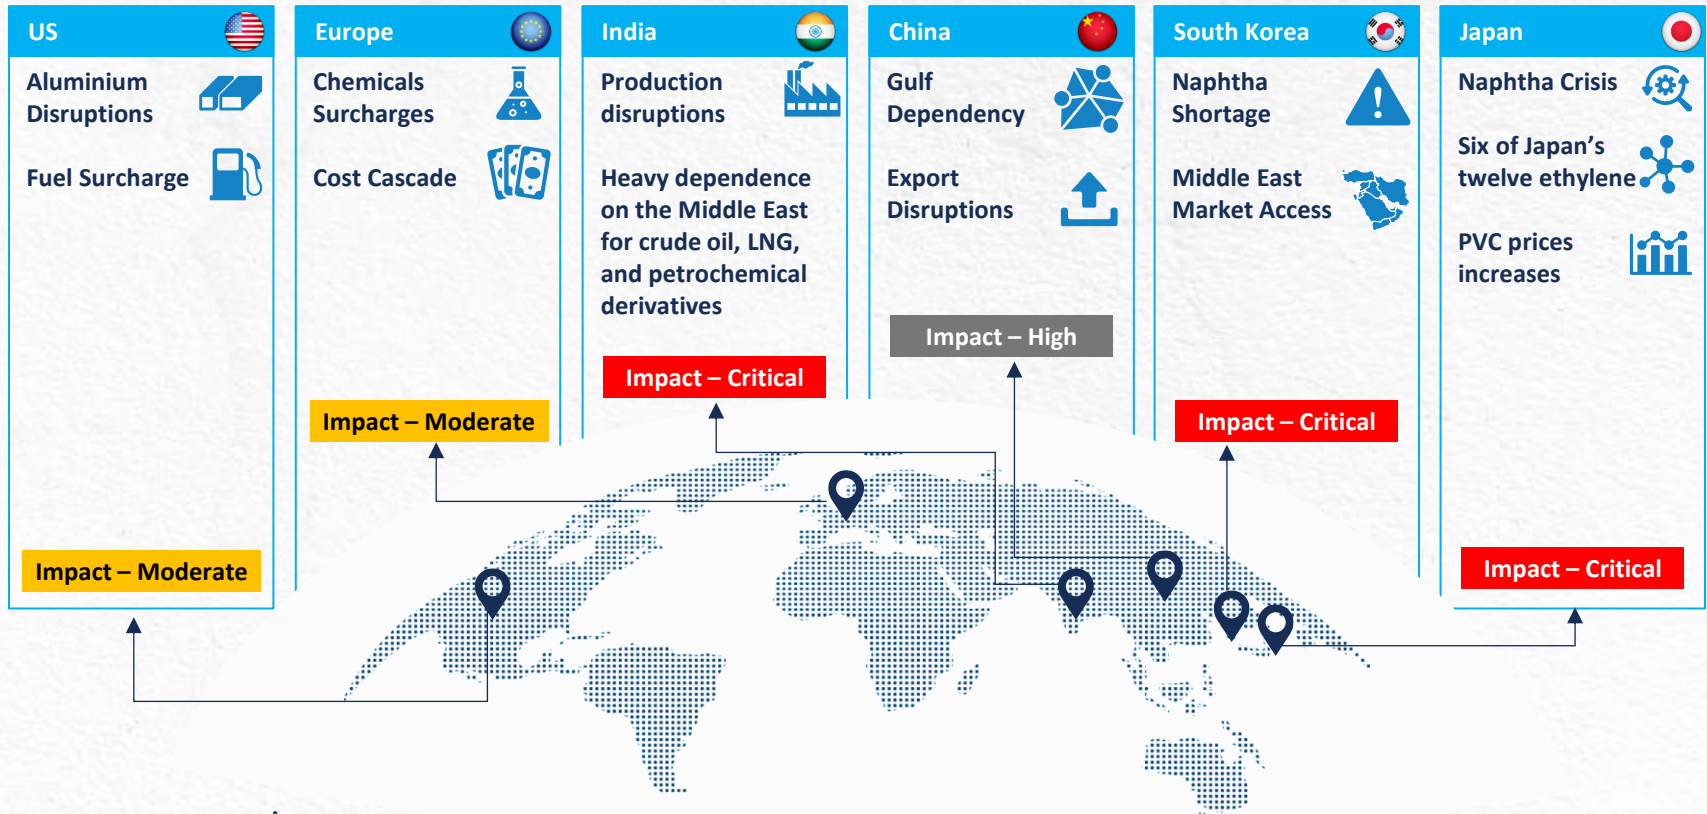 US
Aluminium
Disruptions
Fuel Surcharge
Impact – Moderate
Europe
Chemicals
Surcharges
Cost Cascade
Impact – Moderate
India
Production
disruptions
Heavy dependence
on the Middle East
for crude oil, LNG,
and petrochemical
derivatives
Impact – Critical
China
Gulf
Dependency
Export
Disruptions
Impact – High
South Korea
Naphtha
Shortage
Middle East
Market Access
Impact – Critical
Japan
Naphtha Crisis
Six of Japan’s
twelve ethylene
PVC prices
increases
Impact – Critical